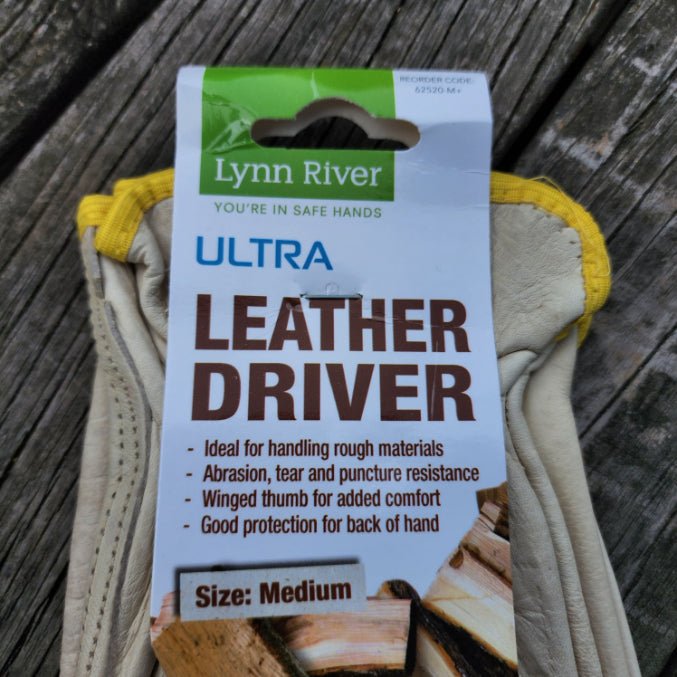 REORDER CODE:
62520-M+
Lynn River
YOU'RE IN SAFE HANDS
ULTRA
LEATHER
DRIVER
- Ideal for handling rough materials
- Abrasion, tear and puncture resistance
- Winged thumb for added comfort
- Good protection for back of hand
Size: Medium